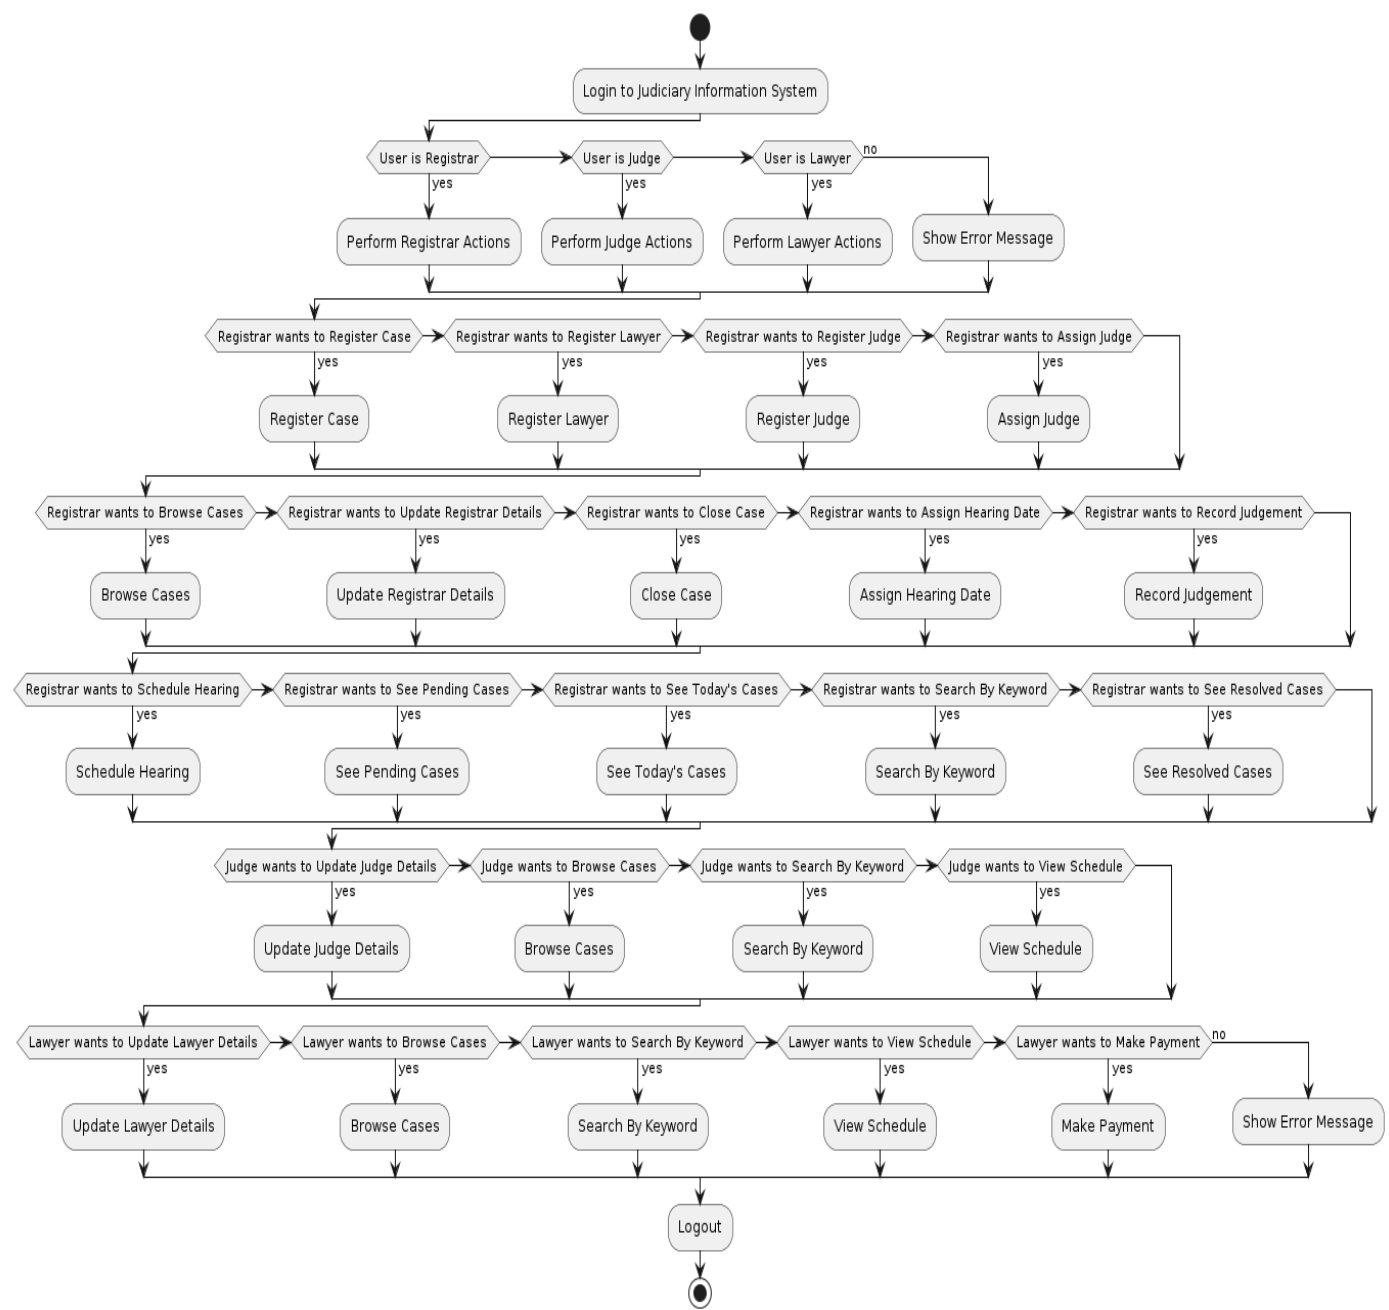 Login to Judiciary Information System
User is Registrar
User is Judge
User is Lawyer
no
yes
yes
yes
Perform Registrar Actions
Perform Judge Actions
Perform Lawyer Actions
Show Error Message
Registrar wants to Register Case
Registrar wants to Register Lawyer
Registrar wants to Register Judge
Registrar wants to Assign Judge
yes
yes
yes
yes
Register Case
Register Lawyer
Register Judge
Assign Judge
Registrar wants to Browse Cases
Registrar wants to Update Registrar Details
Registrar wants to Close Case
Registrar wants to Assign Hearing Date
Registrar wants to Record Judgement
yes
yes
yes
yes
yes
Browse Cases
Update Registrar Details
Close Case
Assign Hearing Date
Record Judgement
Registrar wants to Schedule Hearing
Registrar wants to See Pending Cases
Registrar wants to See Today's Cases
Registrar wants to Search By Keyword
Registrar wants to See Resolved Cases
yes
yes
yes
yes
yes
Schedule Hearing
See Pending Cases
See Today's Cases
Search By Keyword
See Resolved Cases
Judge wants to Update Judge Details
Judge wants to Browse Cases
Judge wants to Search By Keyword
Judge wants to View Schedule
yes
yes
yes
yes
Update Judge Details
Browse Cases
Search By Keyword
View Schedule
Lawyer wants to Update Lawyer Details
Lawyer wants to Browse Cases
Lawyer wants to Search By Keyword
Lawyer wants to View Schedule
Lawyer wants to Make Payment
no
yes
yes
yes
yes
yes
Update Lawyer Details
Browse Cases
Search By Keyword
View Schedule
Make Payment
Show Error Message
Logout